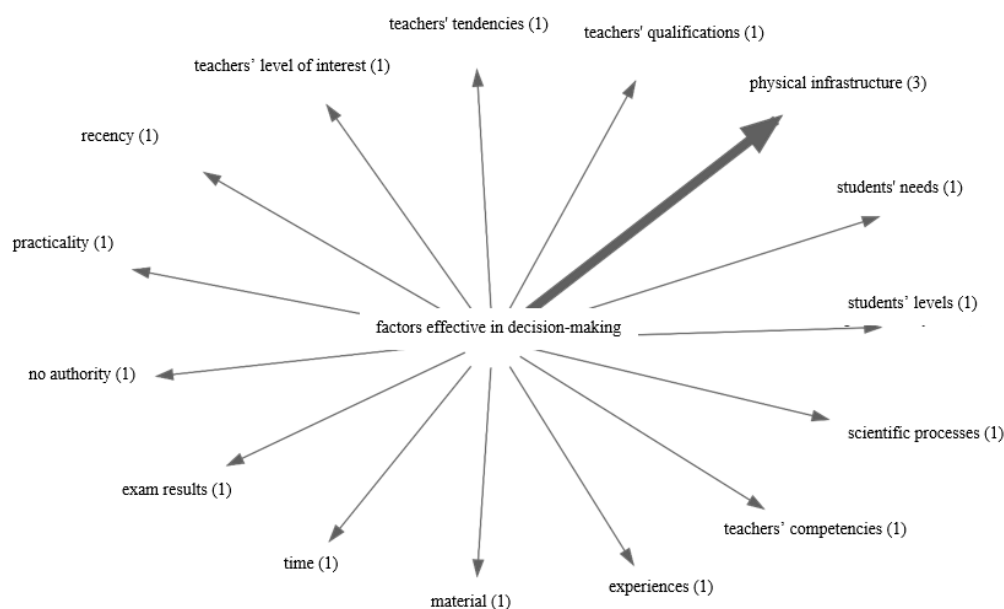 teachers' tendencies (1)
teachers' qualifications (1)
teachers’ level of interest (1)
physical infrastructure (3)
recency (1)
students' needs (1)
practicality (1)
students’ levels (1)
factors effective in decision-making
no authority (1)
scientific processes (1)
exam results (1)
teachers’ competencies (1)
time (1)
experiences (1)
material (1)